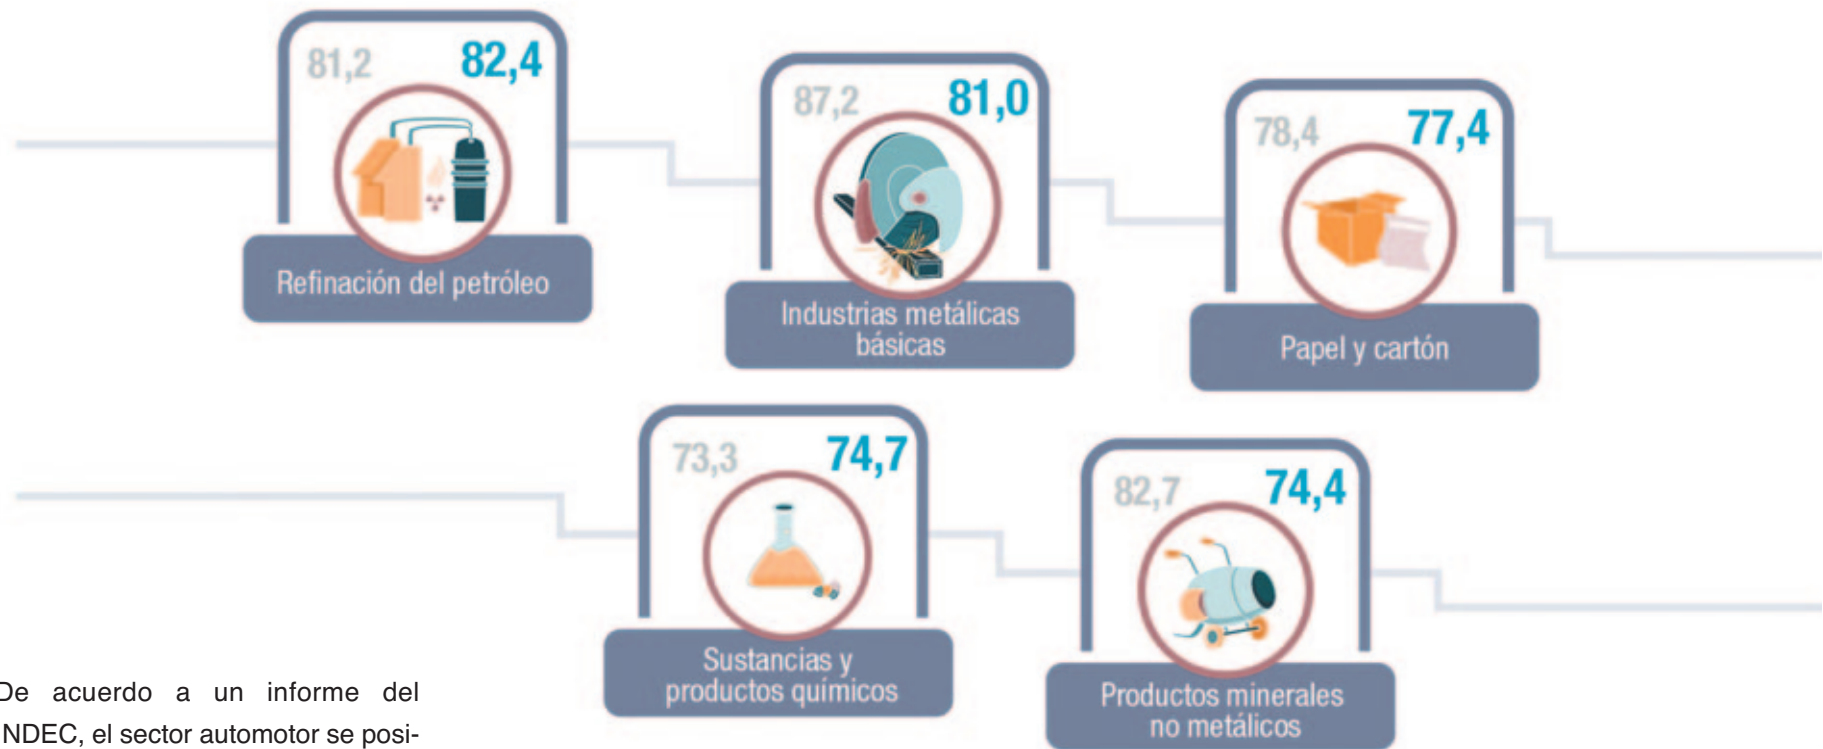 81,2 82,4
Refinación del petróleo
87,2 81,0
Industrias metálicas
básicas
78,4 77,4
Papel y cartón
73,3 74,7
Sustancias y
productos químicos
82,7 74,4
Productos minerales
no metálicos
De acuerdo a un informe del
INDEC, el sector automotor se posi-